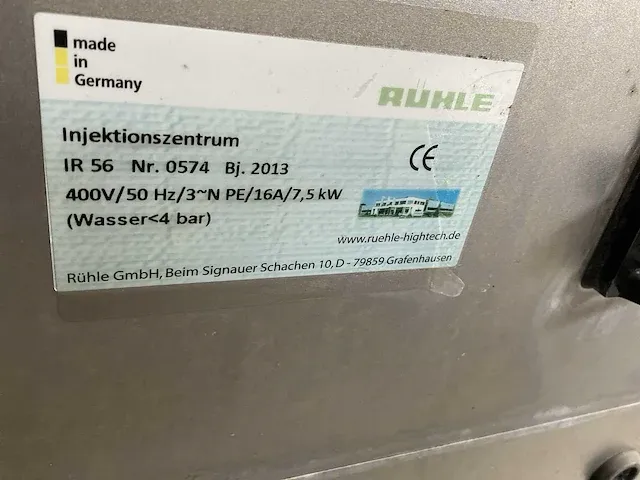 made
in
Germany
RÜHLE
Injektionszentrum
IR 56 Nr. 0574 Bj. 2013
CE
400V/50 Hz/3~N PE/16A/7,5 kW
(Wasser<4 bar)
www.ruehle-hightech.de
Rühle GmbH, Beim Signauer Schachen 10, D - 79859 Grafenhausen